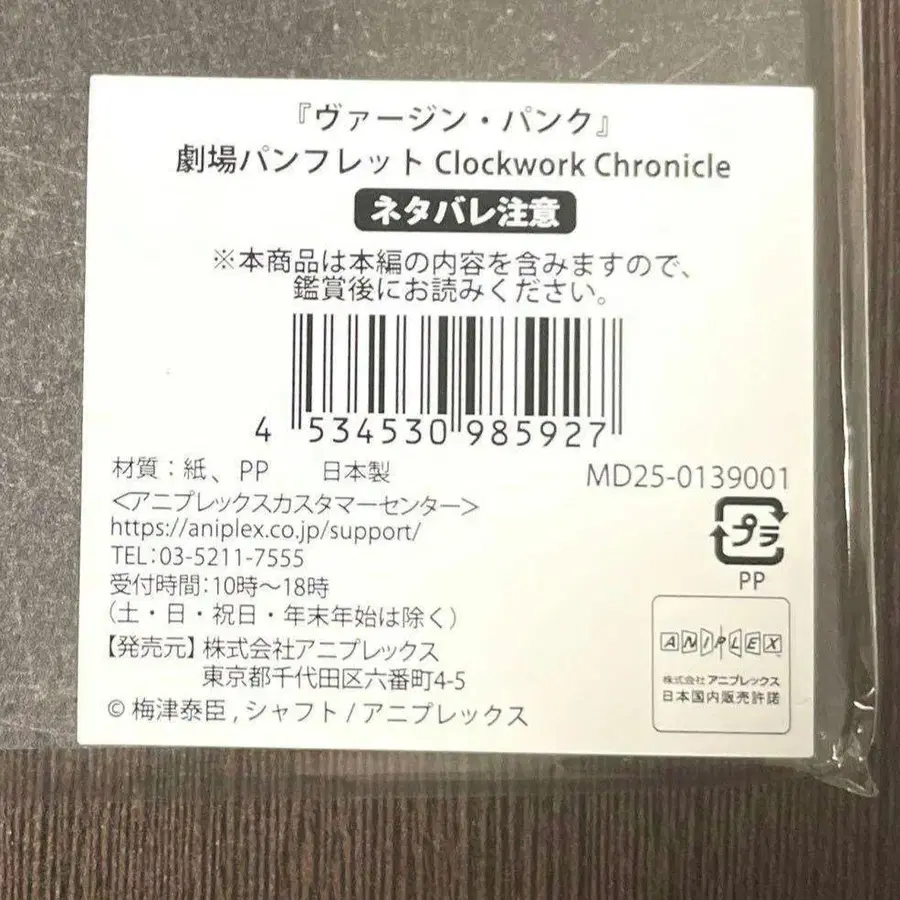 『ヴァージン・パンク』
劇場パンフレット Clockwork Chronicle
ネタバレ注意
※本商品は本編の内容を含みますので、
鑑賞後にお読みください。
4 534530 985927
材質：紙、PP 日本製 MD25-0139001
<アニプレックスカスタマーセンター>
https://aniplex.co.jp/support/
TEL：03-5211-7555
受付時間：10時～18時
（土・日・祝日・年末年始は除く）
【発売元】株式会社アニプレックス
東京都千代田区六番町4-5
© 梅津泰臣 , シャフト / アニプレックス
プラ
PP
ANIPLEX
株式会社 アニプレックス
日本国内販売許諾